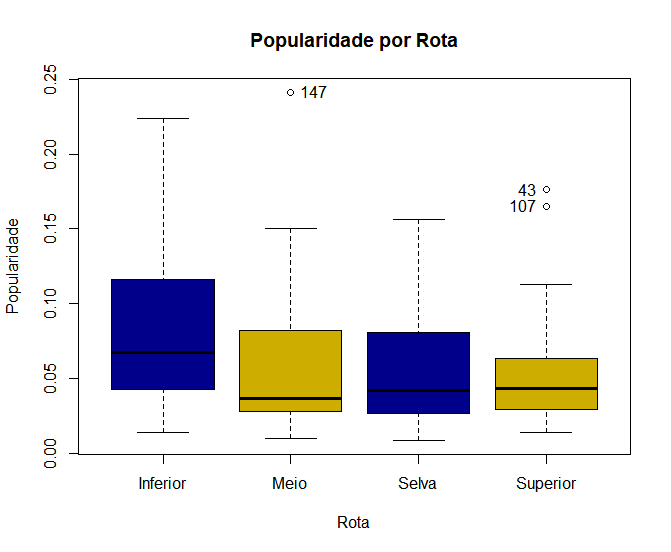 Popularidade por Rota
Popularidade
0.25
0.20
0.15
0.10
0.05
0.00
147
43
107
Inferior Meio Selva Superior
Rota